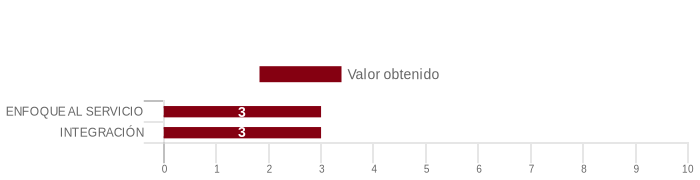 Valor obtenido
ENFOQUE AL SERVICIO 3
INTEGRACIÓN 3
0 1 2 3 4 5 6 7 8 9 10